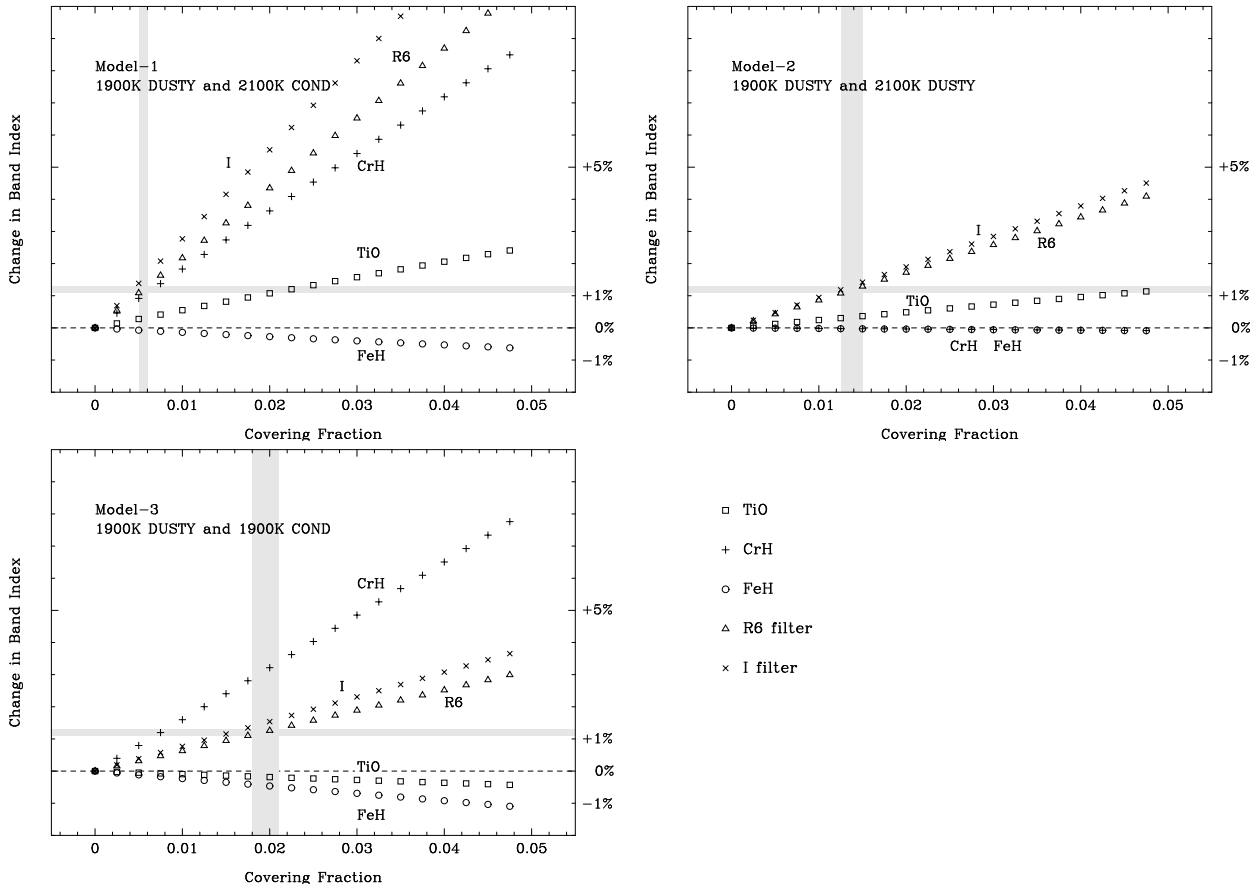 Model-1
1900K DUSTY and 2100K COND
R6
I
CrH
TiO
FeH
+5%
+1%
0%
-1%
0 0.01 0.02 0.03 0.04 0.05
Covering Fraction
Change in Band Index
Model-2
1900K DUSTY and 2100K DUSTY
I
R6
TiO
CrH FeH
+5%
+1%
0%
-1%
0 0.01 0.02 0.03 0.04 0.05
Covering Fraction
Change in Band Index
Model-3
1900K DUSTY and 1900K COND
CrH
I
R6
TiO
FeH
+5%
+1%
0%
-1%
0 0.01 0.02 0.03 0.04 0.05
Covering Fraction
Change in Band Index
TiO
CrH
FeH
R6 filter
I filter